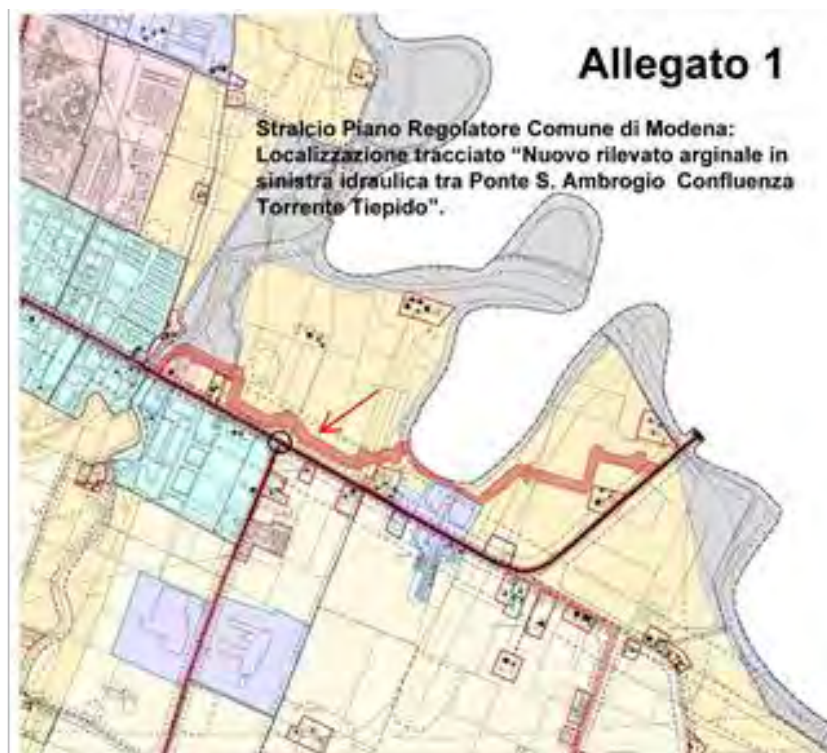 Allegato 1
Stralcio Piano Regolatore Comune di Modena:
Localizzazione tracciato “Nuovo rilevato arginale in
sinistra idraulica tra Ponte S. Ambrogio Confluenza
Torrente Tiepido”.